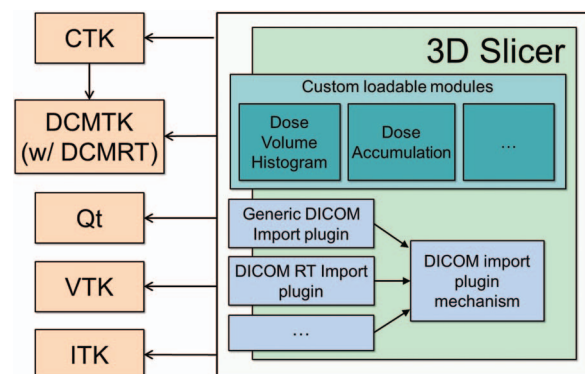 CTK
DCMTK
(w/ DCMRT)
Qt
VTK
ITK
3D Slicer
Custom loadable modules
Dose
Volume
Histogram
Dose
Accumulation
...
Generic DICOM
Import plugin
DICOM RT Import
plugin
...
DICOM import
plugin
mechanism